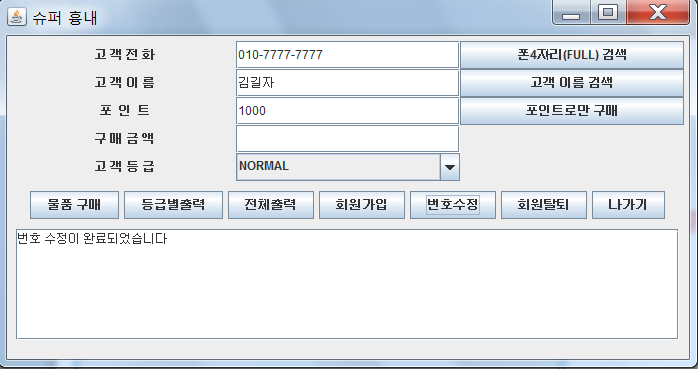 슈퍼 흉내
고객전화 010-7777-7777 폰4자리(FULL) 검색
고객이름 김길자 고객 이름 검색
포 인 트 1000 포인트로만 구매
구매금액
고객등급 NORMAL
물품 구매 등급별출력 전체출력 회원가입 번호수정 회원탈퇴 나가기
번호 수정이 완료되었습니다